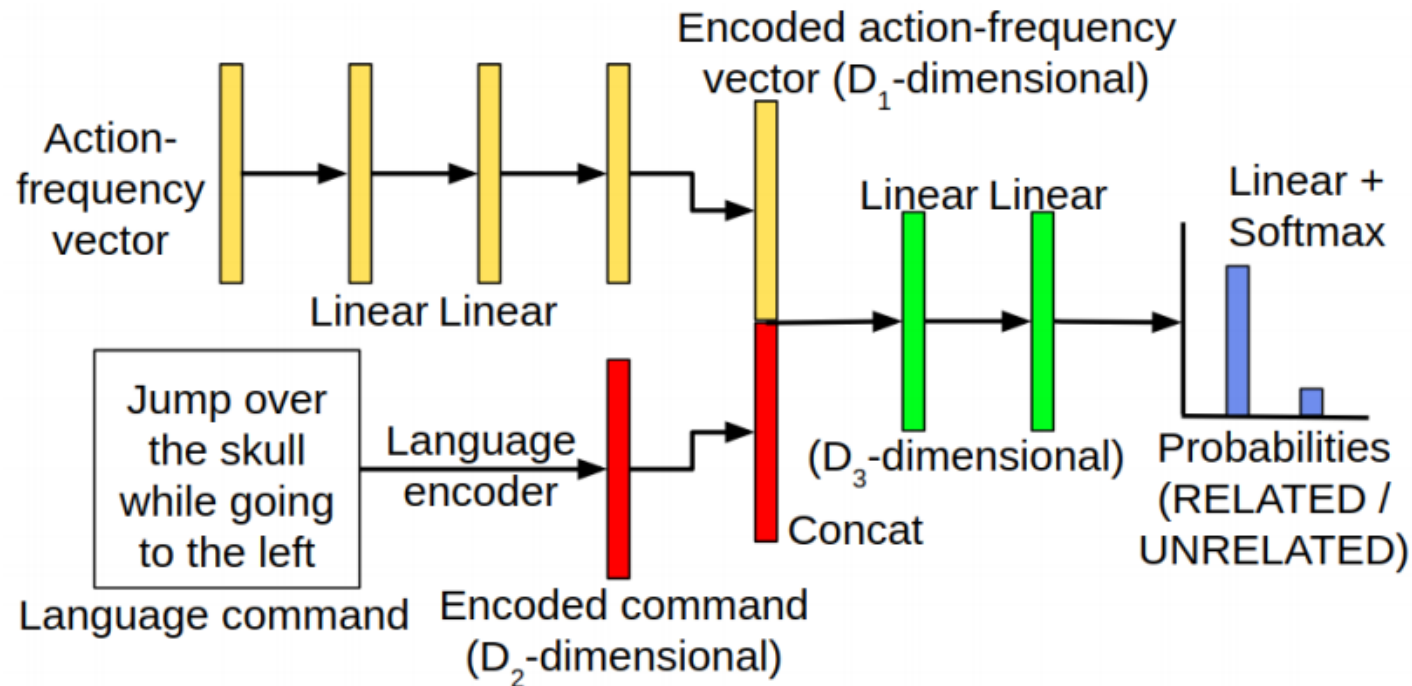 Action-
frequency
vector
Linear Linear
Encoded action-frequency
vector (D₁-dimensional)
Jump over
the skull
while going
to the left
Language command
Language
encoder
Encoded command
(D₂-dimensional)
Concat
Linear Linear
(D₃-dimensional)
Linear +
Softmax
Probabilities
(RELATED /
UNRELATED)